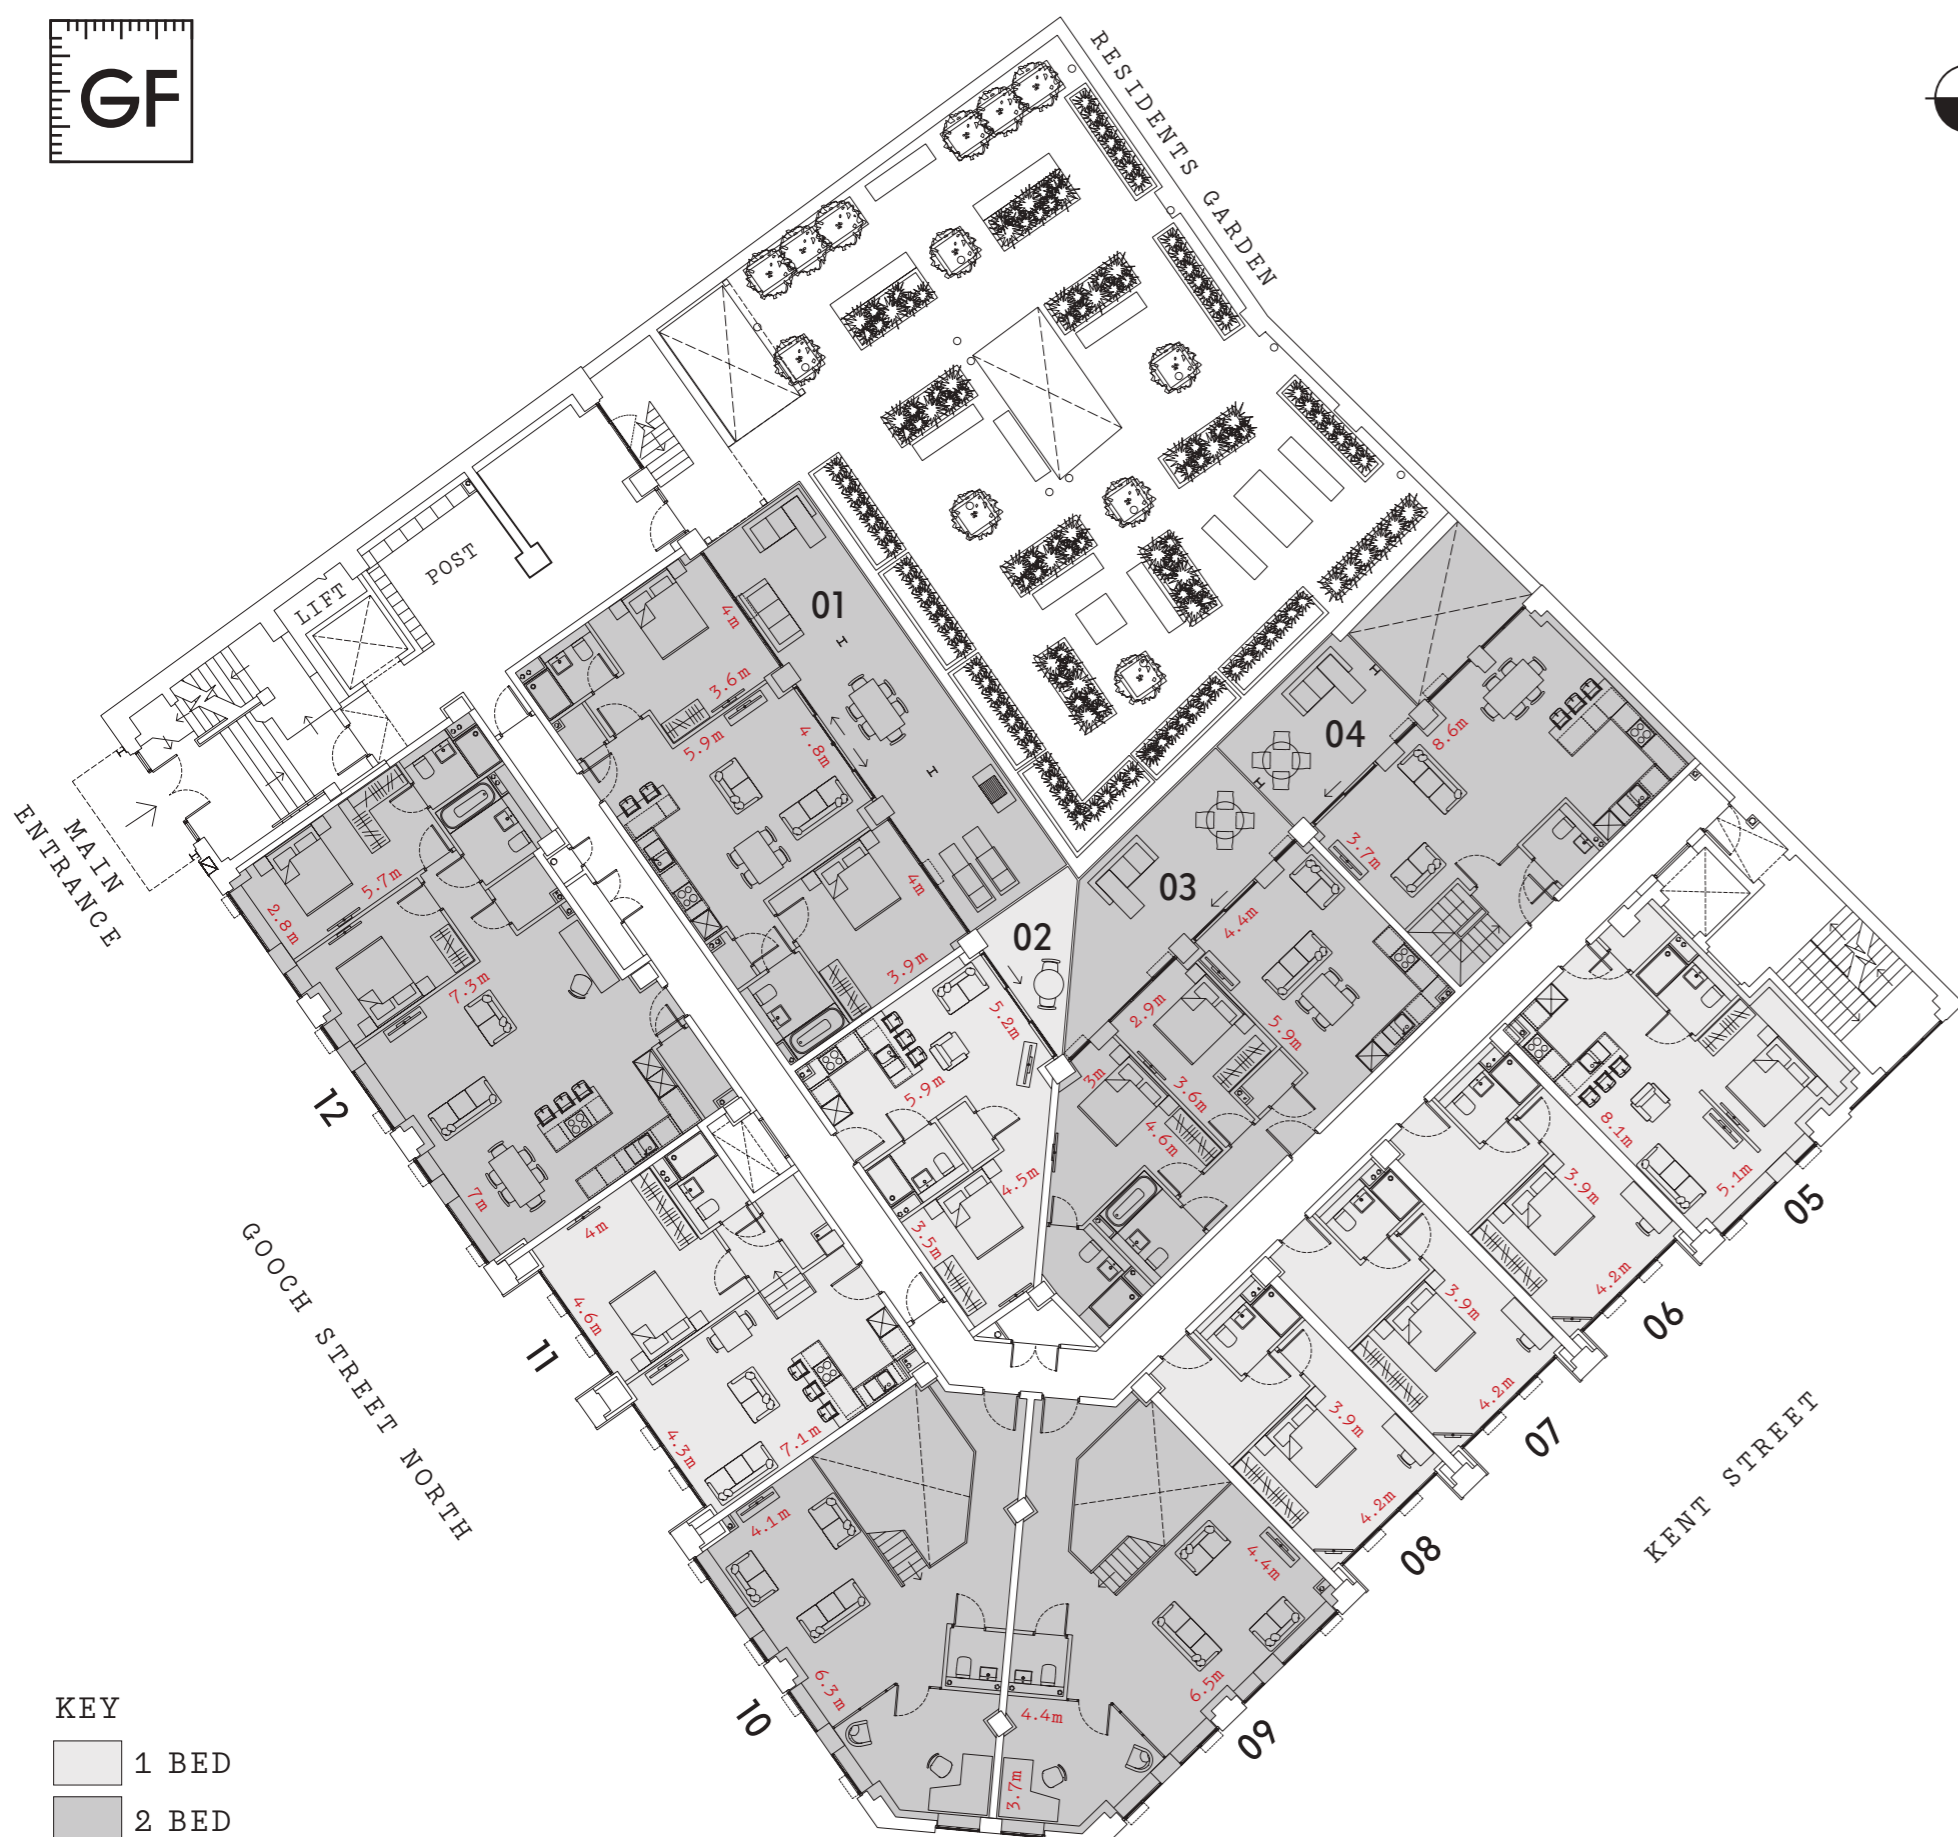 GF
RESIDENTS GARDEN
POST
LIFT
MAIN
ENTRANCE
01
4m
3.6m
5.9m
4.8m
4m
3.9m
02
5.2m
5.9m
4.5m
3.5m
03
4.4m
2.9m
5.9m
3m
3.6m
4.6m
04
8.6m
3.7m
05
8.1m
5.1m
06
3.9m
4.2m
07
3.9m
4.2m
08
3.9m
4.2m
09
4.4m
6.5m
4.4m
3.7m
10
4.1m
6.3m
11
4m
4.6m
4.3m
7.1m
12
2.8m
5.7m
7.3m
7m
GOOCH STREET NORTH
KENT STREET
KEY
1 BED
2 BED